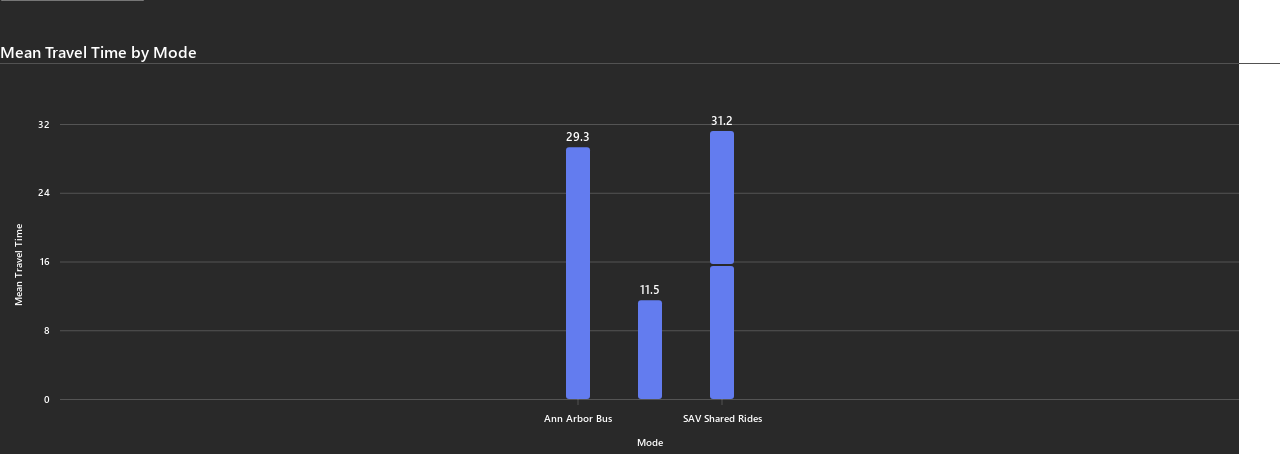 Mean Travel Time by Mode
31.2
32
29.3
24
Mean Travel Time
16
11.5
8
0
Ann Arbor Bus
SAV Shared Rides
Mode